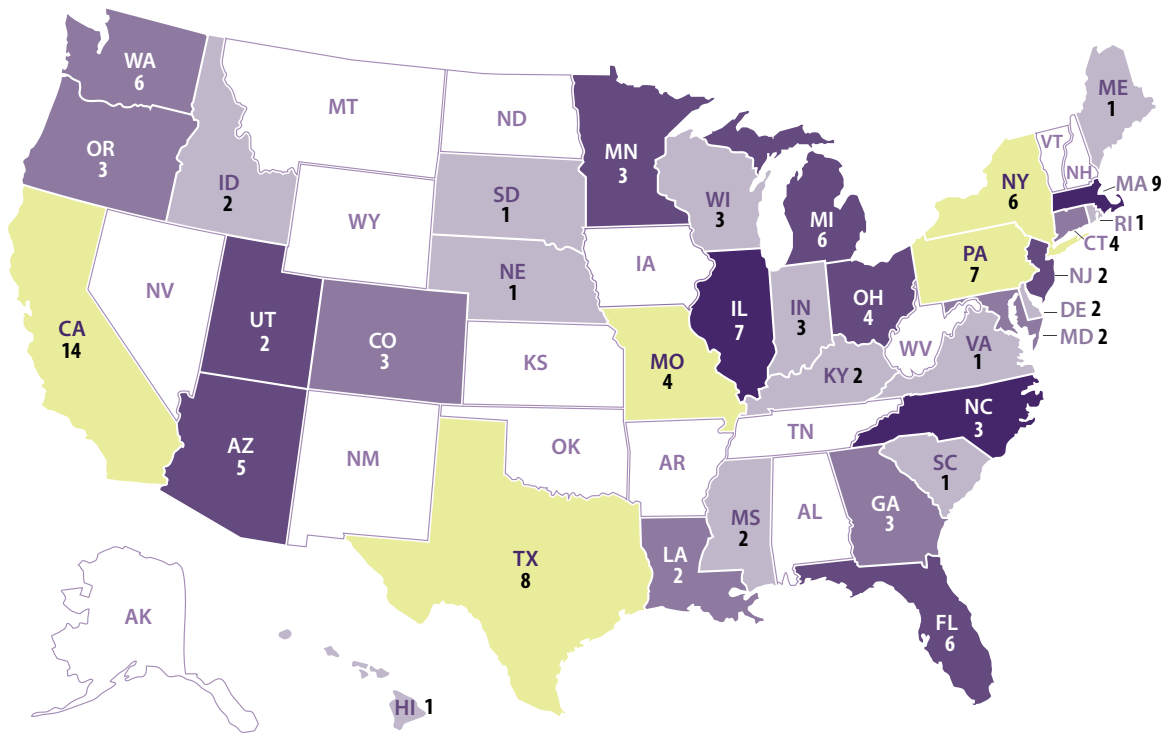 WA
6
OR
3
ID
2
MT
WY
NV
CA
14
UT
2
CO
3
AZ
5
NM
ND
SD
1
NE
1
KS
OK
TX
8
MN
3
IA
MO
4
AR
LA
2
WI
3
IL
7
MI
6
IN
3
OH
4
KY 2
TN
MS
2
AL
GA
3
FL
6
SC
1
NC
3
VA
1
WV
PA
7
NY
6
VT
NH
ME
1
MA 9
RI 1
CT 4
NJ 2
DE 2
MD 2
AK
HI 1